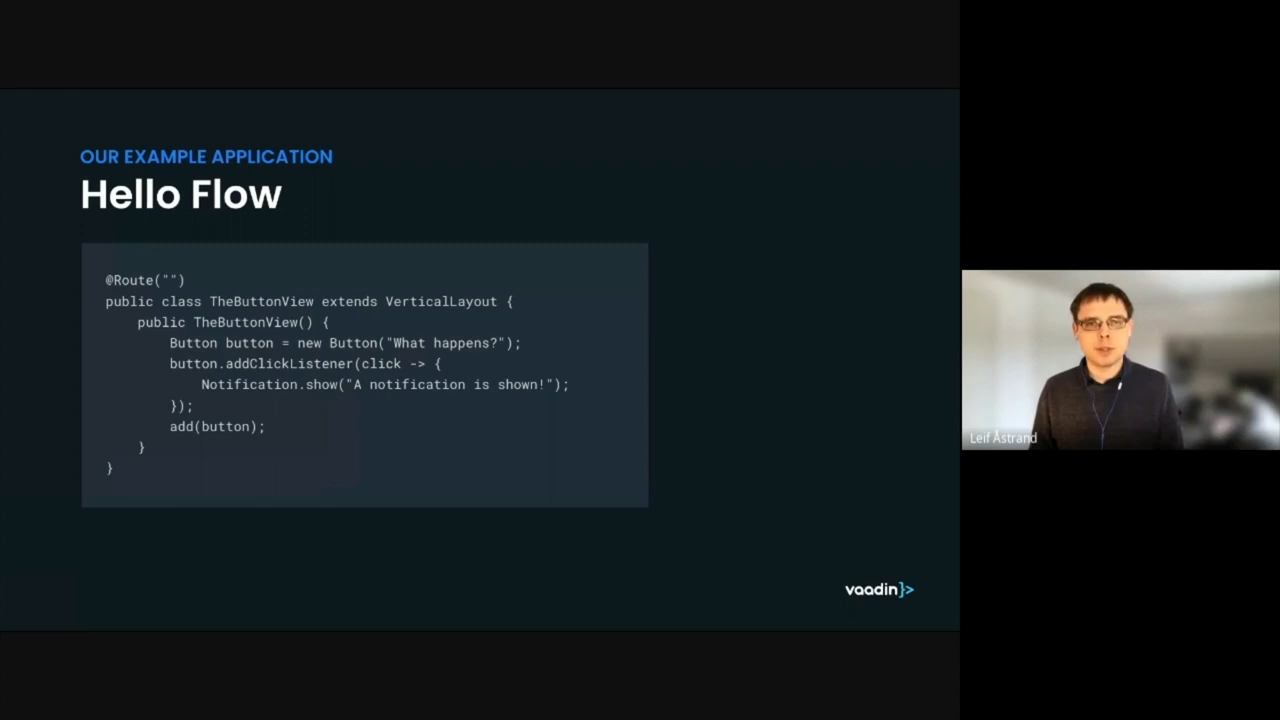 OUR EXAMPLE APPLICATION
Hello Flow
@Route("")
public class TheButtonView extends VerticalLayout {
    public TheButtonView() {
        Button button = new Button("What happens?");
        button.addClickListener(click -> {
            Notification.show("A notification is shown!");
        });
        add(button);
    }
}
vaadin}>
Leif Åstrand